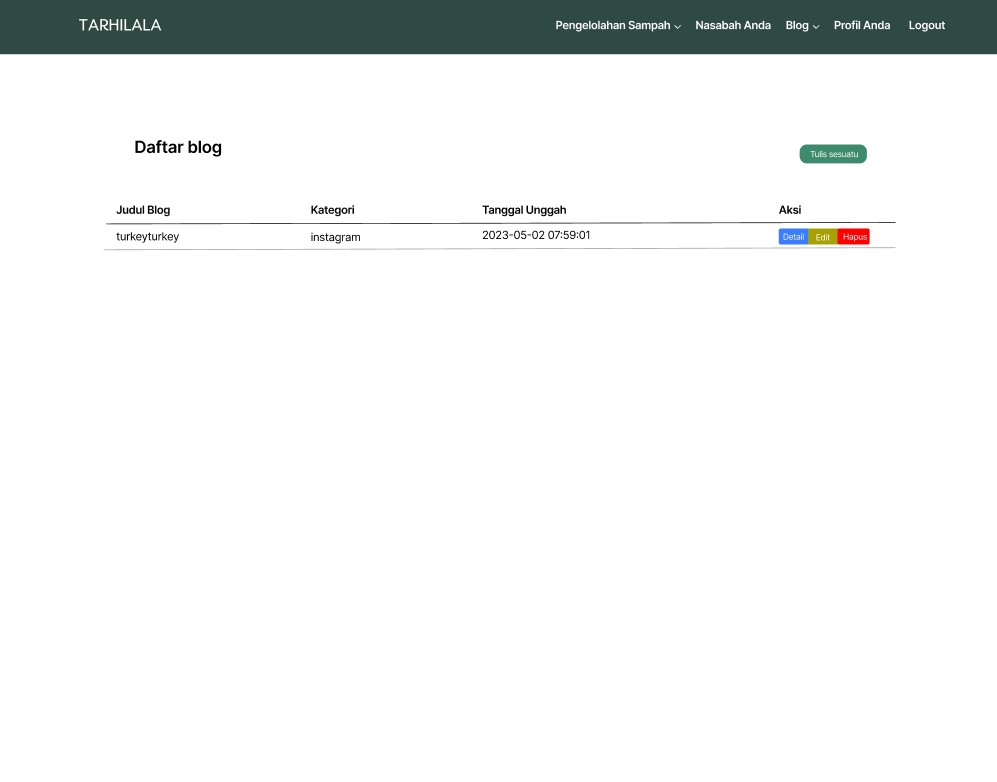 TARHILALA Pengelolahan Sampah Nasabah Anda Blog Profil Anda Logout
Daftar blog
Tulis sesuatu
Judul Blog Kategori Tanggal Unggah Aksi
turkeyturkey instagram 2023-05-02 07:59:01 Detail Edit Hapus